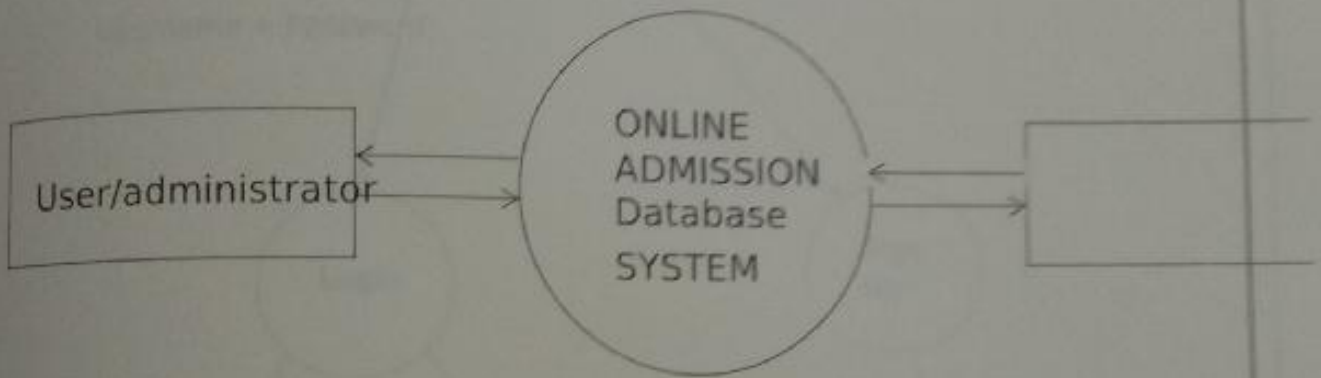 User/administrator
ONLINE
ADMISSION
Database
SYSTEM